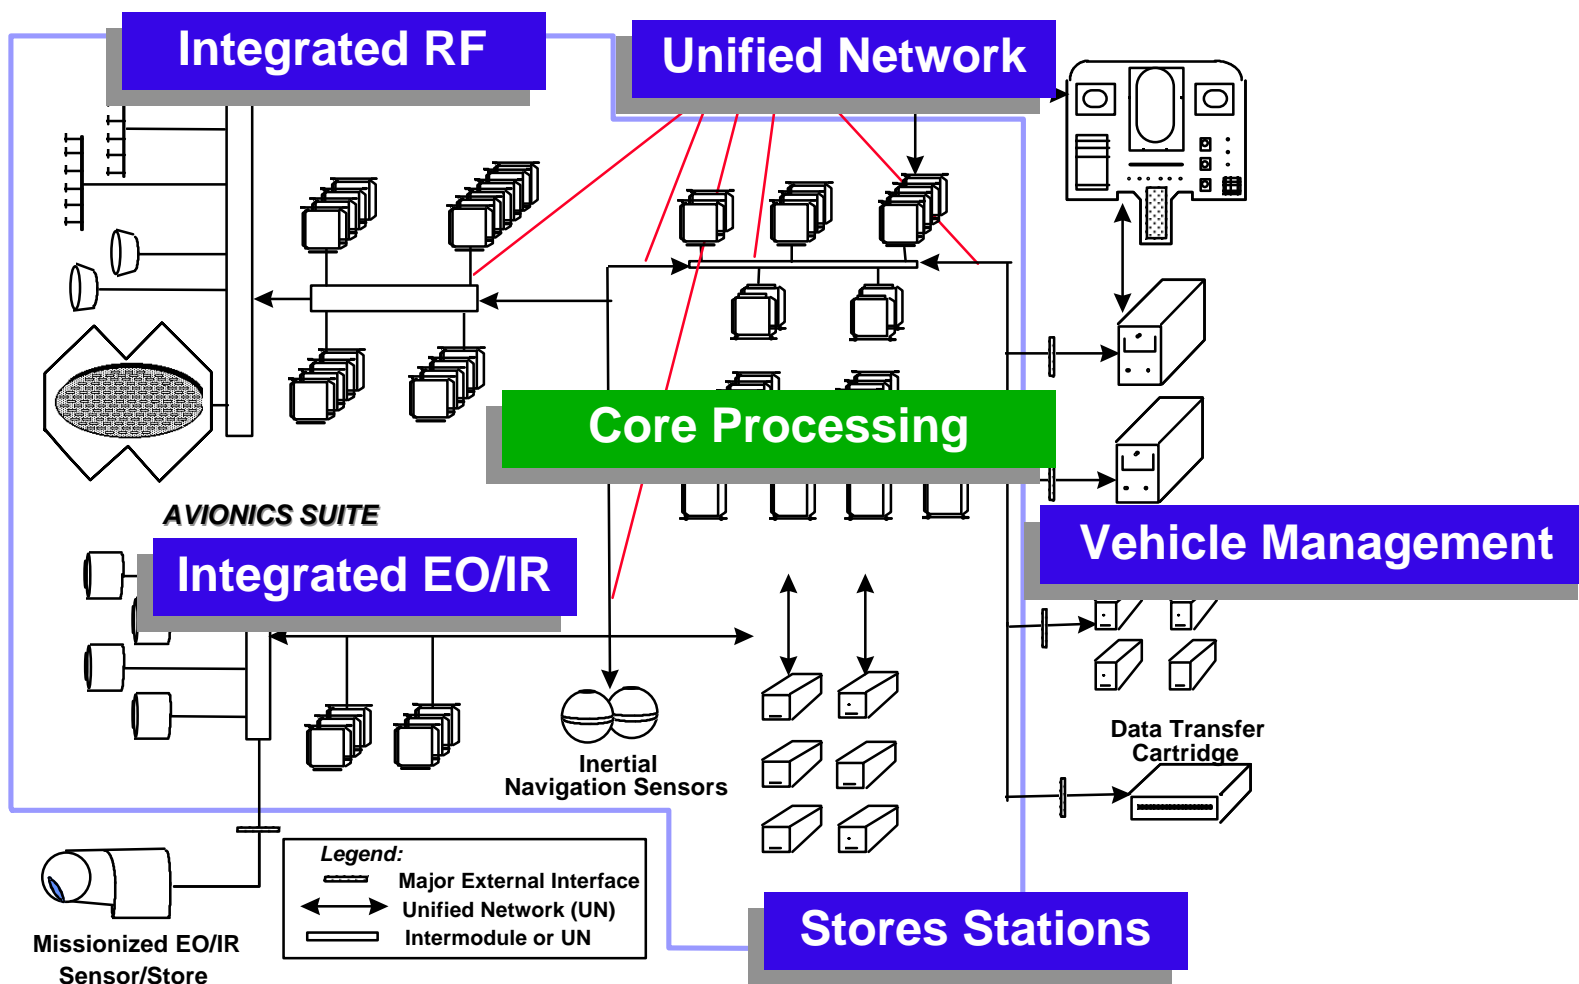 Integrated RF
Unified Network
Core Processing
AVIONICS SUITE
Integrated EO/IR
Vehicle Management
Inertial
Navigation Sensors
Data Transfer
Cartridge
Legend:
Major External Interface
Unified Network (UN)
Intermodule or UN
Missionized EO/IR
Sensor/Store
Stores Stations